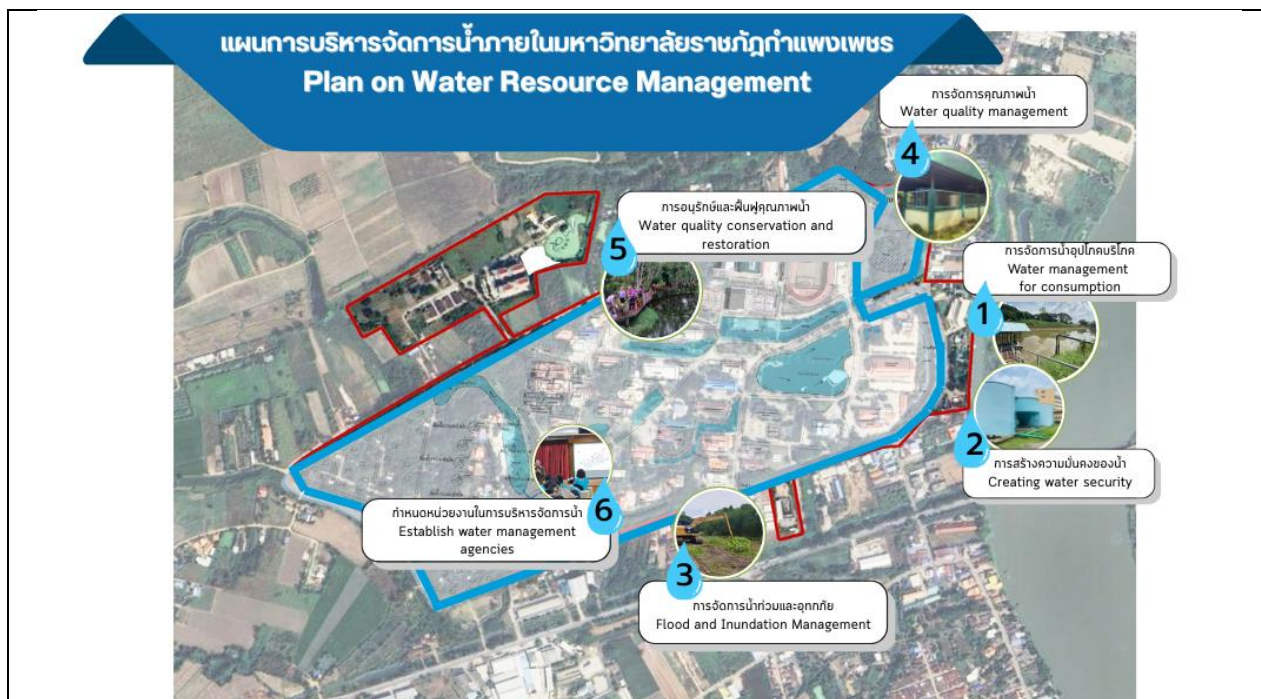 แผนการบริหารจัดการน้ำภายในมหาวิทยาลัยราชภัฏกำแพงเพชร
Plan on Water Resource Management
การจัดการคุณภาพน้ำ
Water quality management
4
การอนุรักษ์และฟื้นฟูคุณภาพน้ำ
Water quality conservation and
restoration
5
การจัดการน้ำอุปโภคบริโภค
Water management
for consumption
1
2
การสร้างความมั่นคงของน้ำ
Creating water security
กำหนดหน่วยงานในการบริหารจัดการน้ำ
Establish water management
agencies
6
3
การจัดการน้ำท่วมและอุทกภัย
Flood and Inundation Management